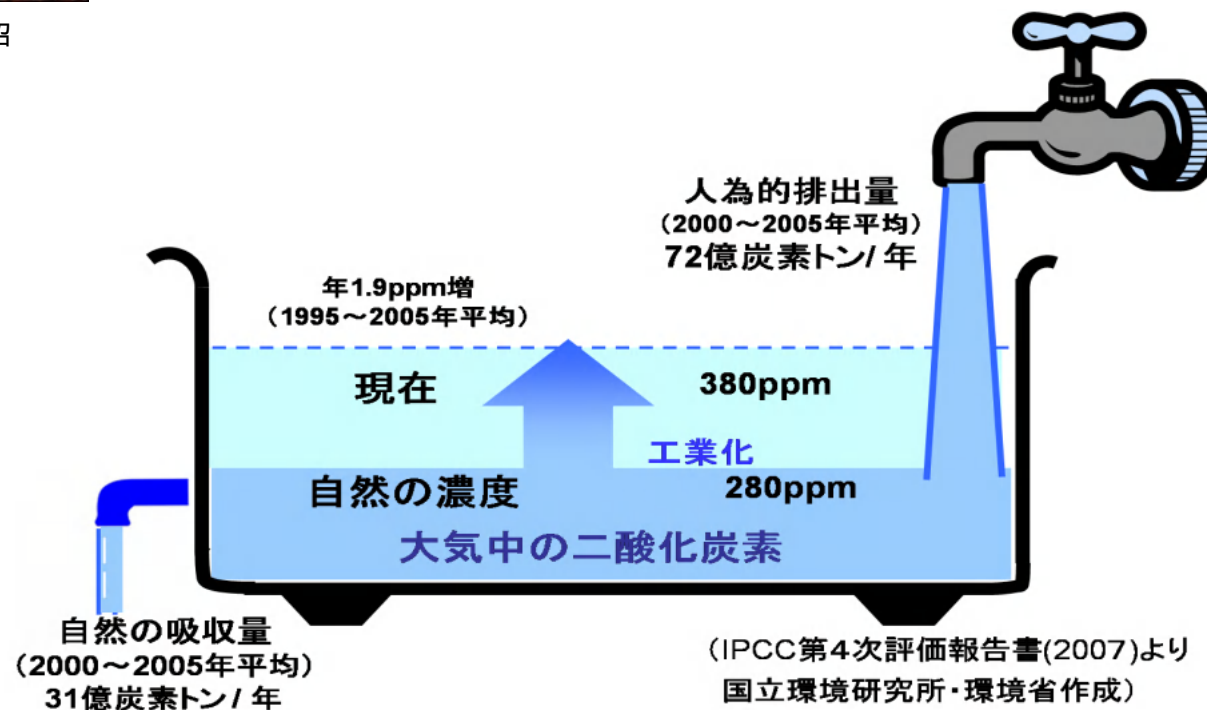 人為的排出量
（2000～2005年平均）
72億炭素トン/ 年
年1.9ppm増
（1995～2005年平均）
現在
380ppm
工業化
自然の濃度
280ppm
大気中の二酸化炭素
自然の吸収量
（2000～2005年平均）
31億炭素トン/ 年
（IPCC第4次評価報告書(2007)より
国立環境研究所・環境省作成）